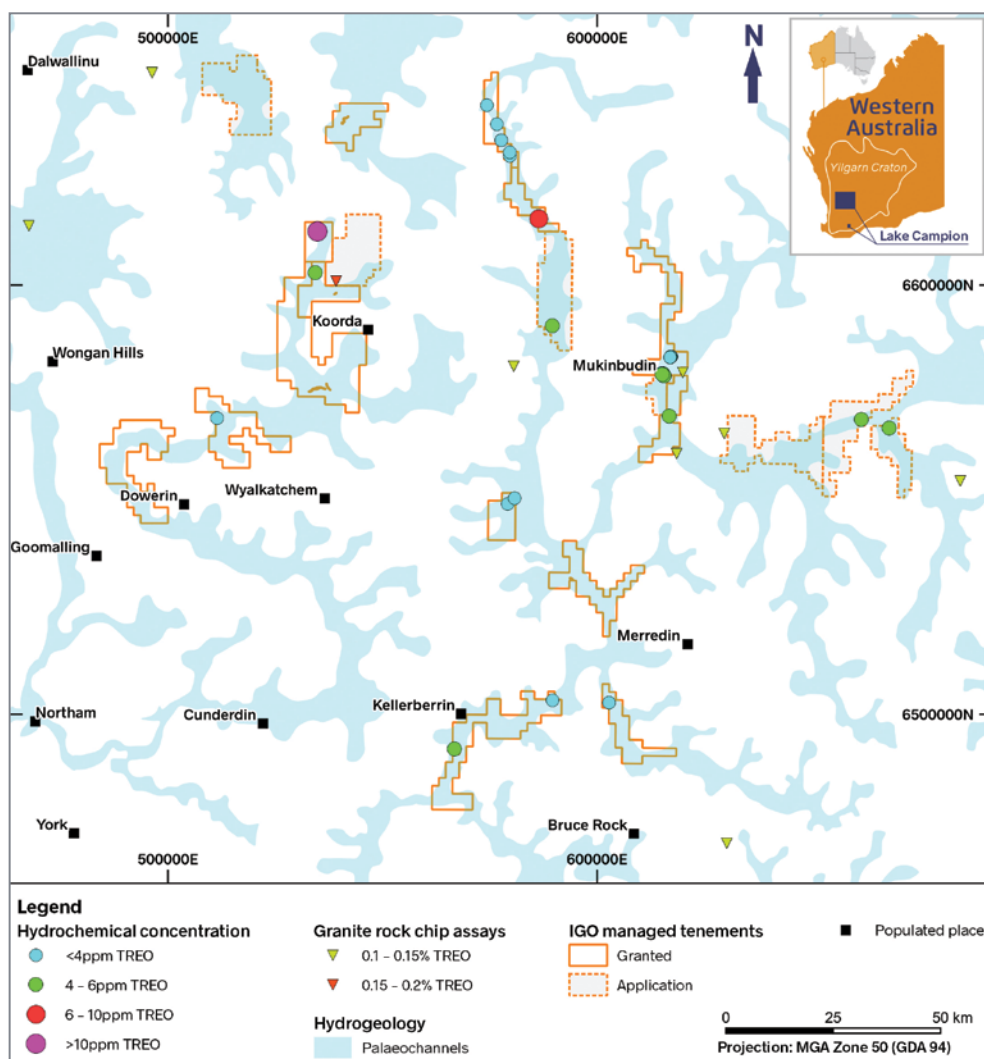 500000E
600000E
Dalwallinu
N
Western
Australia
Yilgarn Craton
Lake Campion
6600000N
Koorda
Wongan Hills
Mukinbudin
Dowerin
Wyalkatchem
Goomalling
Merredin
Kellerberrin
Northam
Cunderdin
6500000N
York
Bruce Rock
500000E
600000E
Legend
Hydrochemical concentration
<4ppm TREO
4 – 6ppm TREO
6 – 10ppm TREO
>10ppm TREO
Granite rock chip assays
0.1 – 0.15% TREO
0.15 – 0.2% TREO
Hydrogeology
Palaeochannels
IGO managed tenements
Granted
Application
Populated place
0 25 50 km
Projection: MGA Zone 50 (GDA 94)